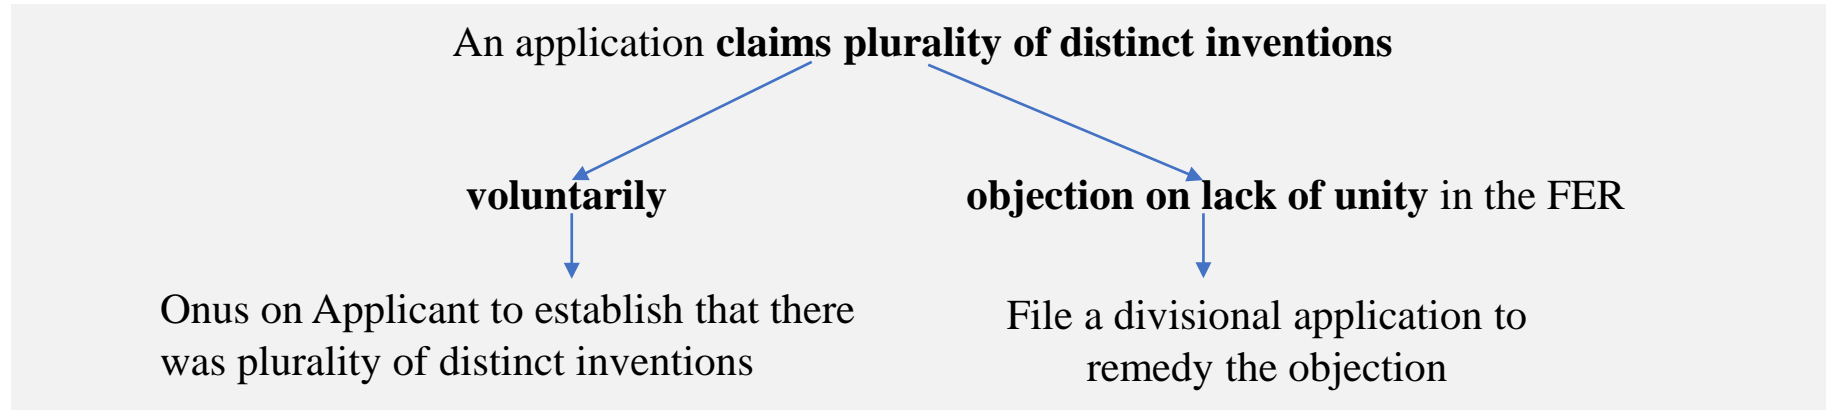 An application claims plurality of distinct inventions
voluntarily
objection on lack of unity in the FER
Onus on Applicant to establish that there
was plurality of distinct inventions
File a divisional application to
remedy the objection